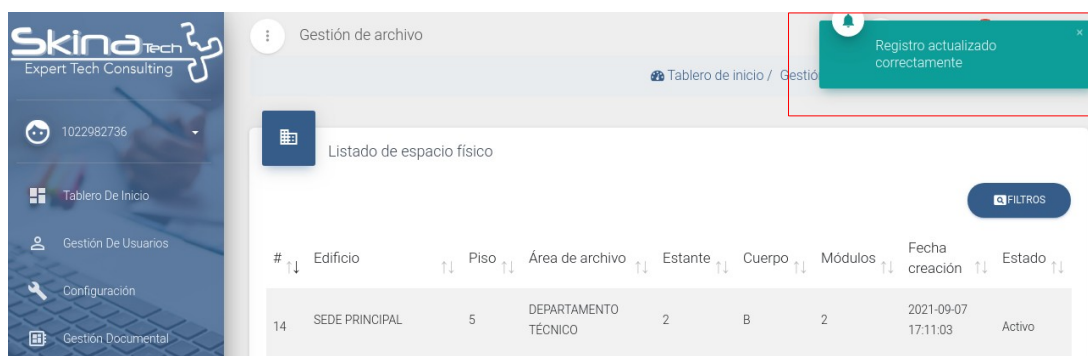 Skina Tech
Expert Tech Consulting
1022982736
Tablero De Inicio
Gestión De Usuarios
Configuración
Gestión Documental
Gestión de archivo
Tablero de inicio / Gestió
Registro actualizado
correctamente
×
Listado de espacio físico
FILTROS
# Edificio Piso Área de archivo Estante Cuerpo Módulos Fecha creación Estado
14 SEDE PRINCIPAL 5 DEPARTAMENTO TÉCNICO 2 B 2 2021-09-07 17:11:03 Activo